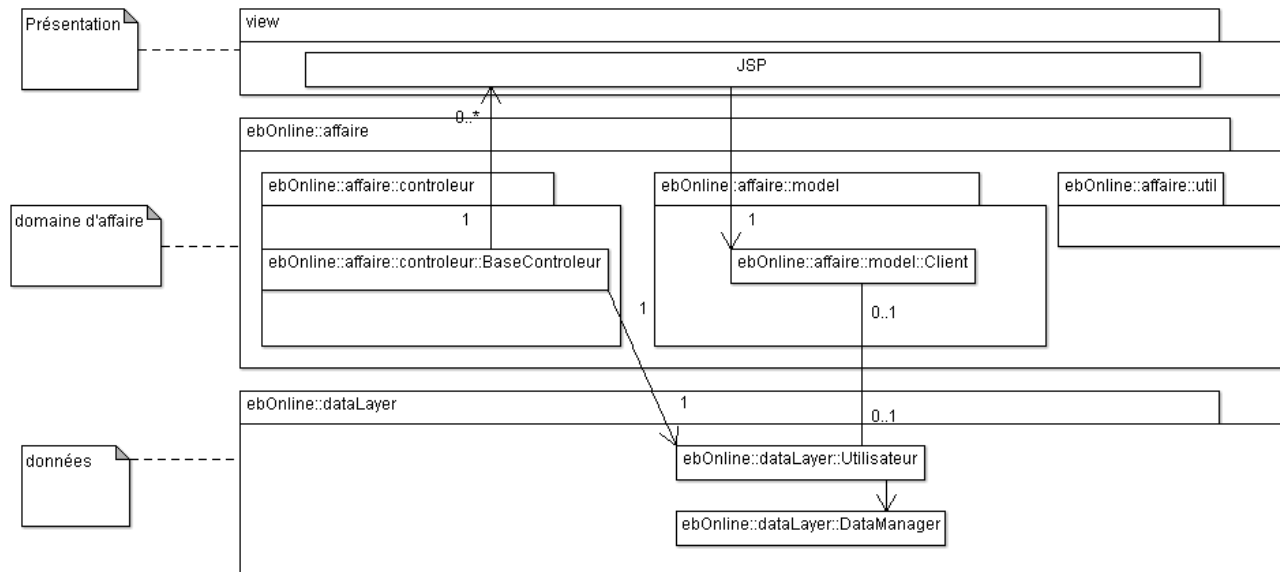 Présentation
view
JSP
0..*
ebOnline::affaire
ebOnline::affaire::controleur
ebOnline::affaire::model
ebOnline::affaire::util
domaine d'affaire
1
1
ebOnline::affaire::controleur::BaseControleur
ebOnline::affaire::model::Client
1
0..1
ebOnline::dataLayer
1
0..1
données
ebOnline::dataLayer::Utilisateur
ebOnline::dataLayer::DataManager